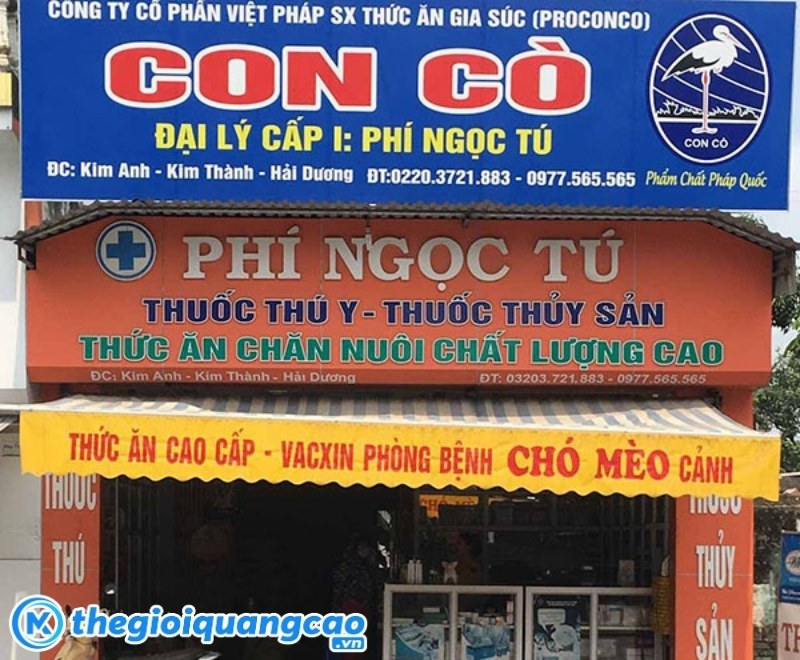 CÔNG TY CỔ PHẦN VIỆT PHÁP SX THỨC ĂN GIA SÚC (PROCONCO)
CON CÒ
ĐẠI LÝ CẤP I: PHÍ NGỌC TÚ
ĐC: Kim Anh - Kim Thành - Hải Dương ĐT:0220.3721.883 - 0977.565.565
CON CÒ
Phẩm Chất Pháp Quốc
PHÍ NGỌC TÚ
THUỐC THÚ Y - THUỐC THỦY SẢN
THỨC ĂN CHĂN NUÔI CHẤT LƯỢNG CAO
ĐC: Kim Anh - Kim Thành - Hải Dương ĐT: 03203.721.883 - 0977.565.565
THỨC ĂN CAO CẤP - VACXIN PHÒNG BỆNH CHÓ MÈO CẢNH
THUỐC
THÚ
THUỐC
THỦY
SẢN
thegioiquangcao
.vn